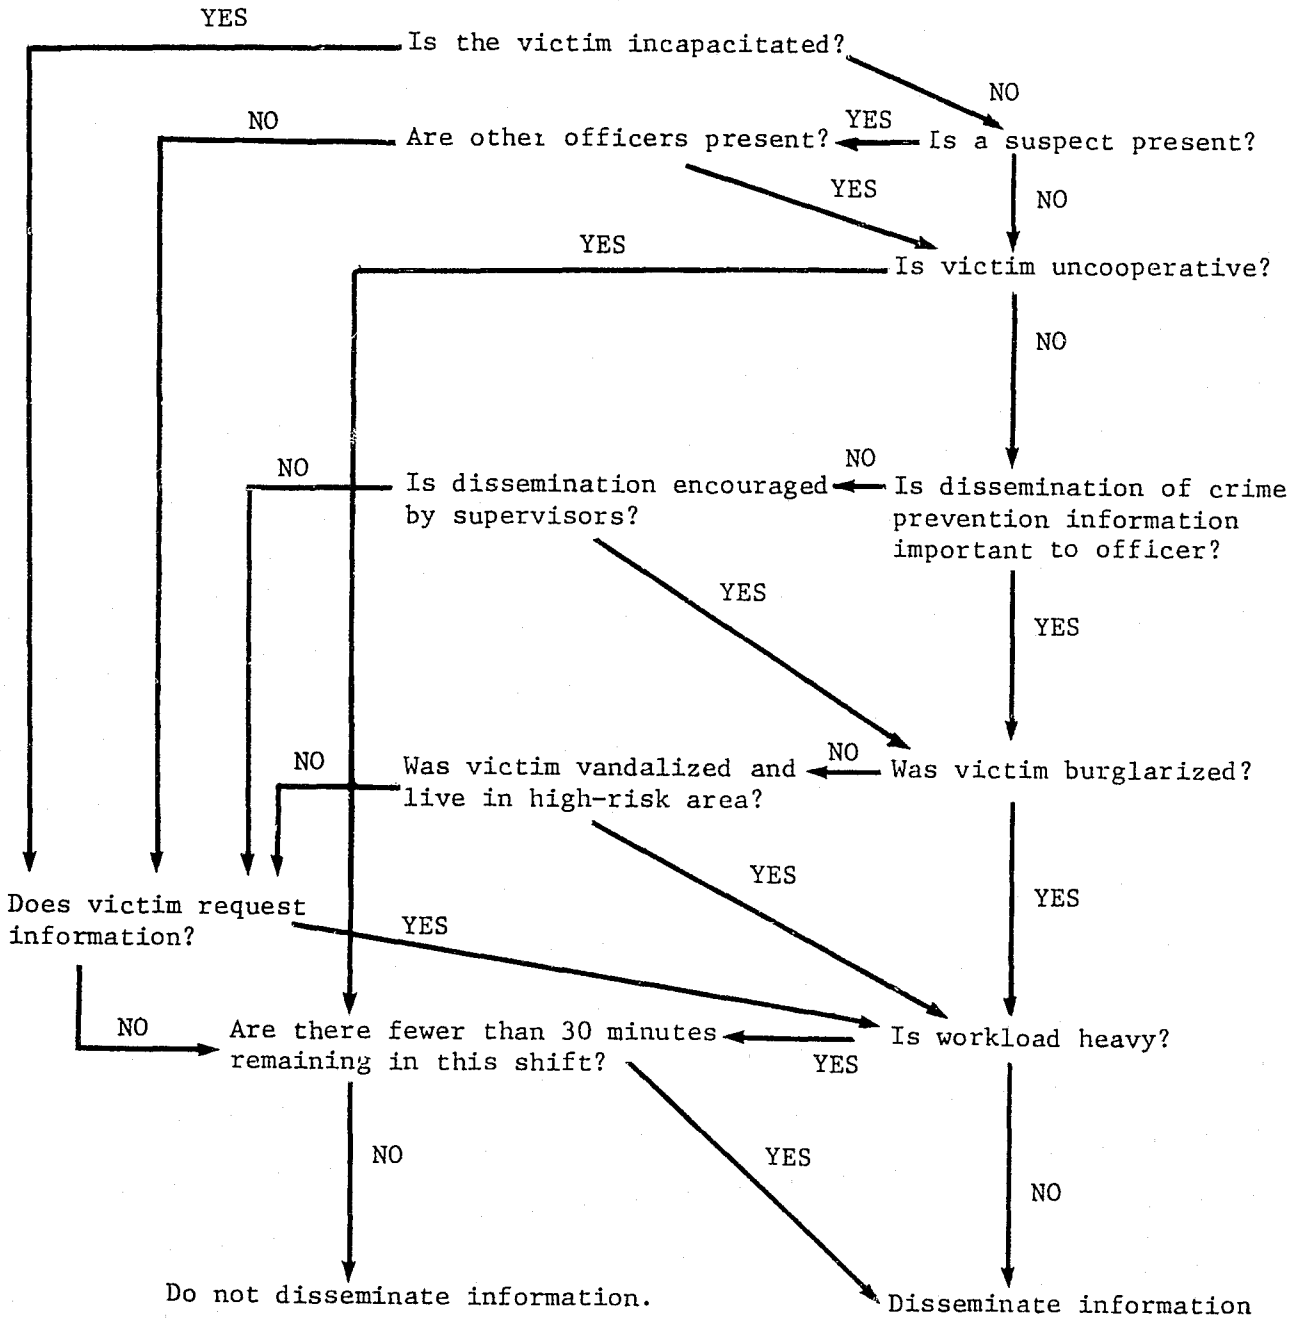 YES
Is the victim incapacitated?
NO
NO
Are other officers present?
YES
Is a suspect present?
YES
NO
YES
Is victim uncooperative?
NO
NO
Is dissemination encouraged
by supervisors?
NO
Is dissemination of crime
prevention information
important to officer?
YES
YES
NO
Was victim vandalized and
live in high-risk area?
NO
Was victim burglarized?
YES
YES
Does victim request
information?
YES
NO
Are there fewer than 30 minutes
remaining in this shift?
YES
Is workload heavy?
NO
YES
NO
Do not disseminate information.
Disseminate information